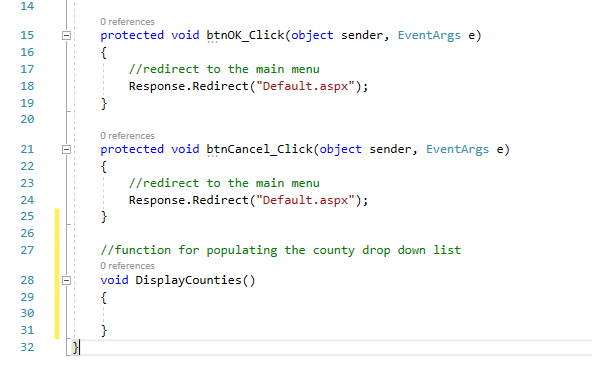 14
0 references
15 protected void btnOK_Click(object sender, EventArgs e)
16 {
17 //redirect to the main menu
18 Response.Redirect("Default.aspx");
19 }
20
0 references
21 protected void btnCancel_Click(object sender, EventArgs e)
22 {
23 //redirect to the main menu
24 Response.Redirect("Default.aspx");
25 }
26
27 //function for populating the county drop down list
0 references
28 void DisplayCounties()
29 {
30
31 }
32 }